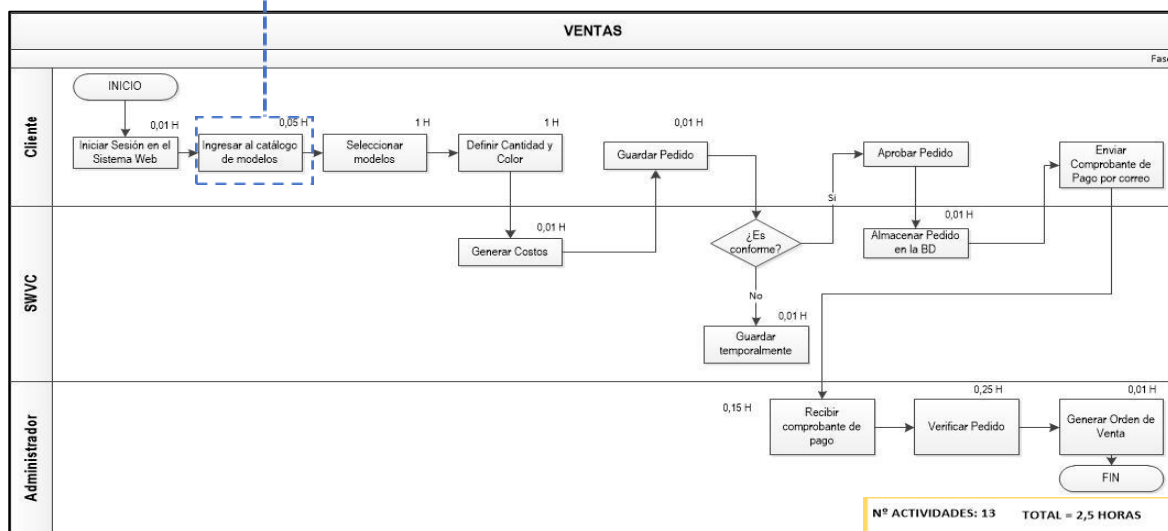 VENTAS
Fase
Cliente
INICIO
0,01 H
Iniciar Sesión en el
Sistema Web
0,05 H
Ingresar al catálogo
de modelos
1 H
Seleccionar
modelos
1 H
Definir Cantidad y
Color
0,01 H
Guardar Pedido
Aprobar Pedido
Enviar
Comprobante de
Pago por correo
SWVC
0,01 H
Generar Costos
¿Es
conforme?
Si
No
0,01 H
Almacenar Pedido
en la BD
0,01 H
Guardar
temporalmente
Administrador
0,15 H
Recibir
comprobante de
pago
0,25 H
Verificar Pedido
0,01 H
Generar Orden de
Venta
FIN
Nº ACTIVIDADES: 13 TOTAL = 2,5 HORAS